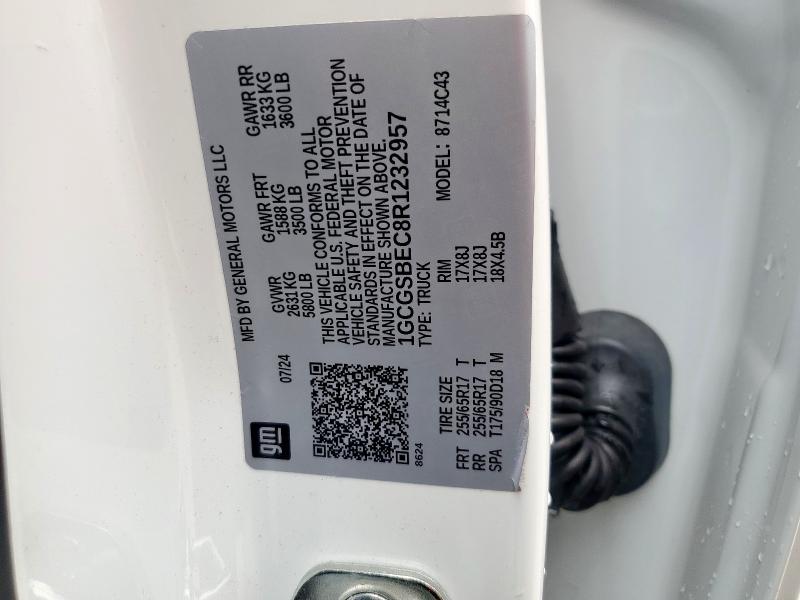 MFD BY GENERAL MOTORS LLC
gm
07/24
GVWR GAWR FRT GAWR RR
2631 KG 1588 KG 1633 KG
5800 LB 3500 LB 3600 LB
THIS VEHICLE CONFORMS TO ALL
APPLICABLE U.S. FEDERAL MOTOR
VEHICLE SAFETY AND THEFT PREVENTION
STANDARDS IN EFFECT ON THE DATE OF
MANUFACTURE SHOWN ABOVE.
1GCGSBEC8R1232957
8624
TYPE: TRUCK MODEL: 8714C43
TIRE SIZE RIM
FRT 255/65R17 T 17X8J
RR 255/65R17 T 17X8J
SPA T175/90D18 M 18X4.5B